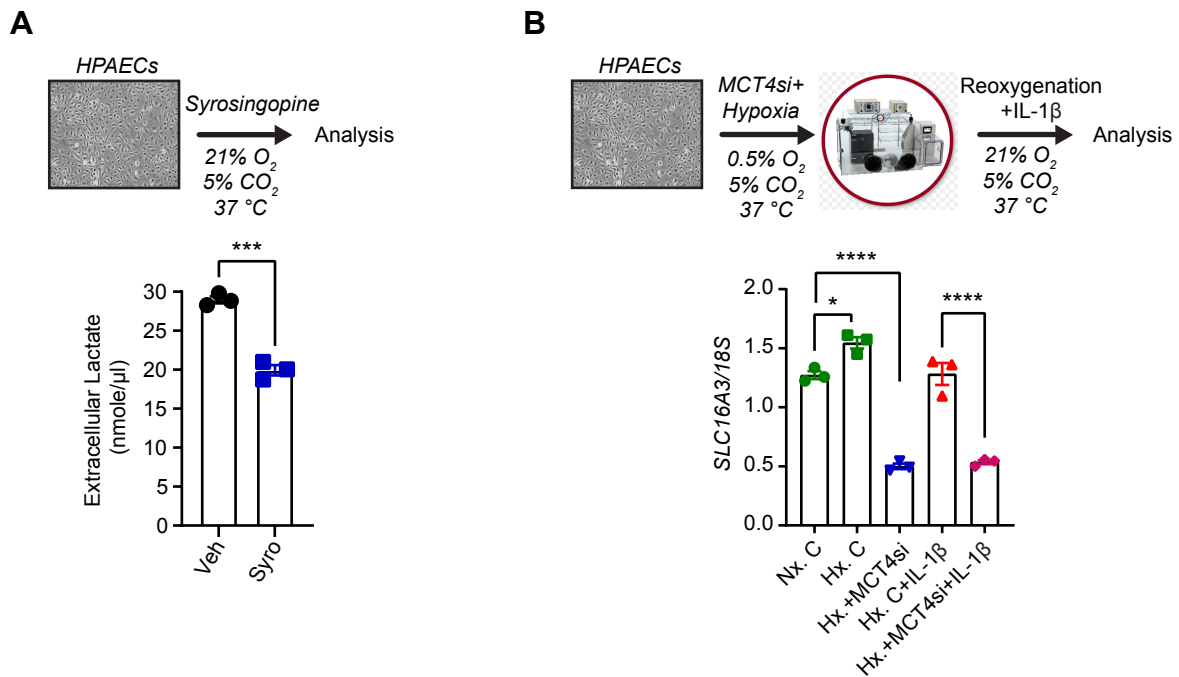 A
HPAECs
Syrosingopine
21% O₂
5% CO₂
37 °C
Analysis
***
Extracellular Lactate
(nmole/µl)
30
25
20
15
10
5
0
Veh
Syro
B
HPAECs
MCT4si+
Hypoxia
0.5% O₂
5% CO₂
37 °C
Reoxygenation
+IL-1β
21% O₂
5% CO₂
37 °C
Analysis
****
*
****
SLC16A3/18S
2.0
1.5
1.0
0.5
0.0
Nx. C
Hx. C
Hx.+MCT4si
Hx. C+IL-1β
Hx.+MCT4si+IL-1β